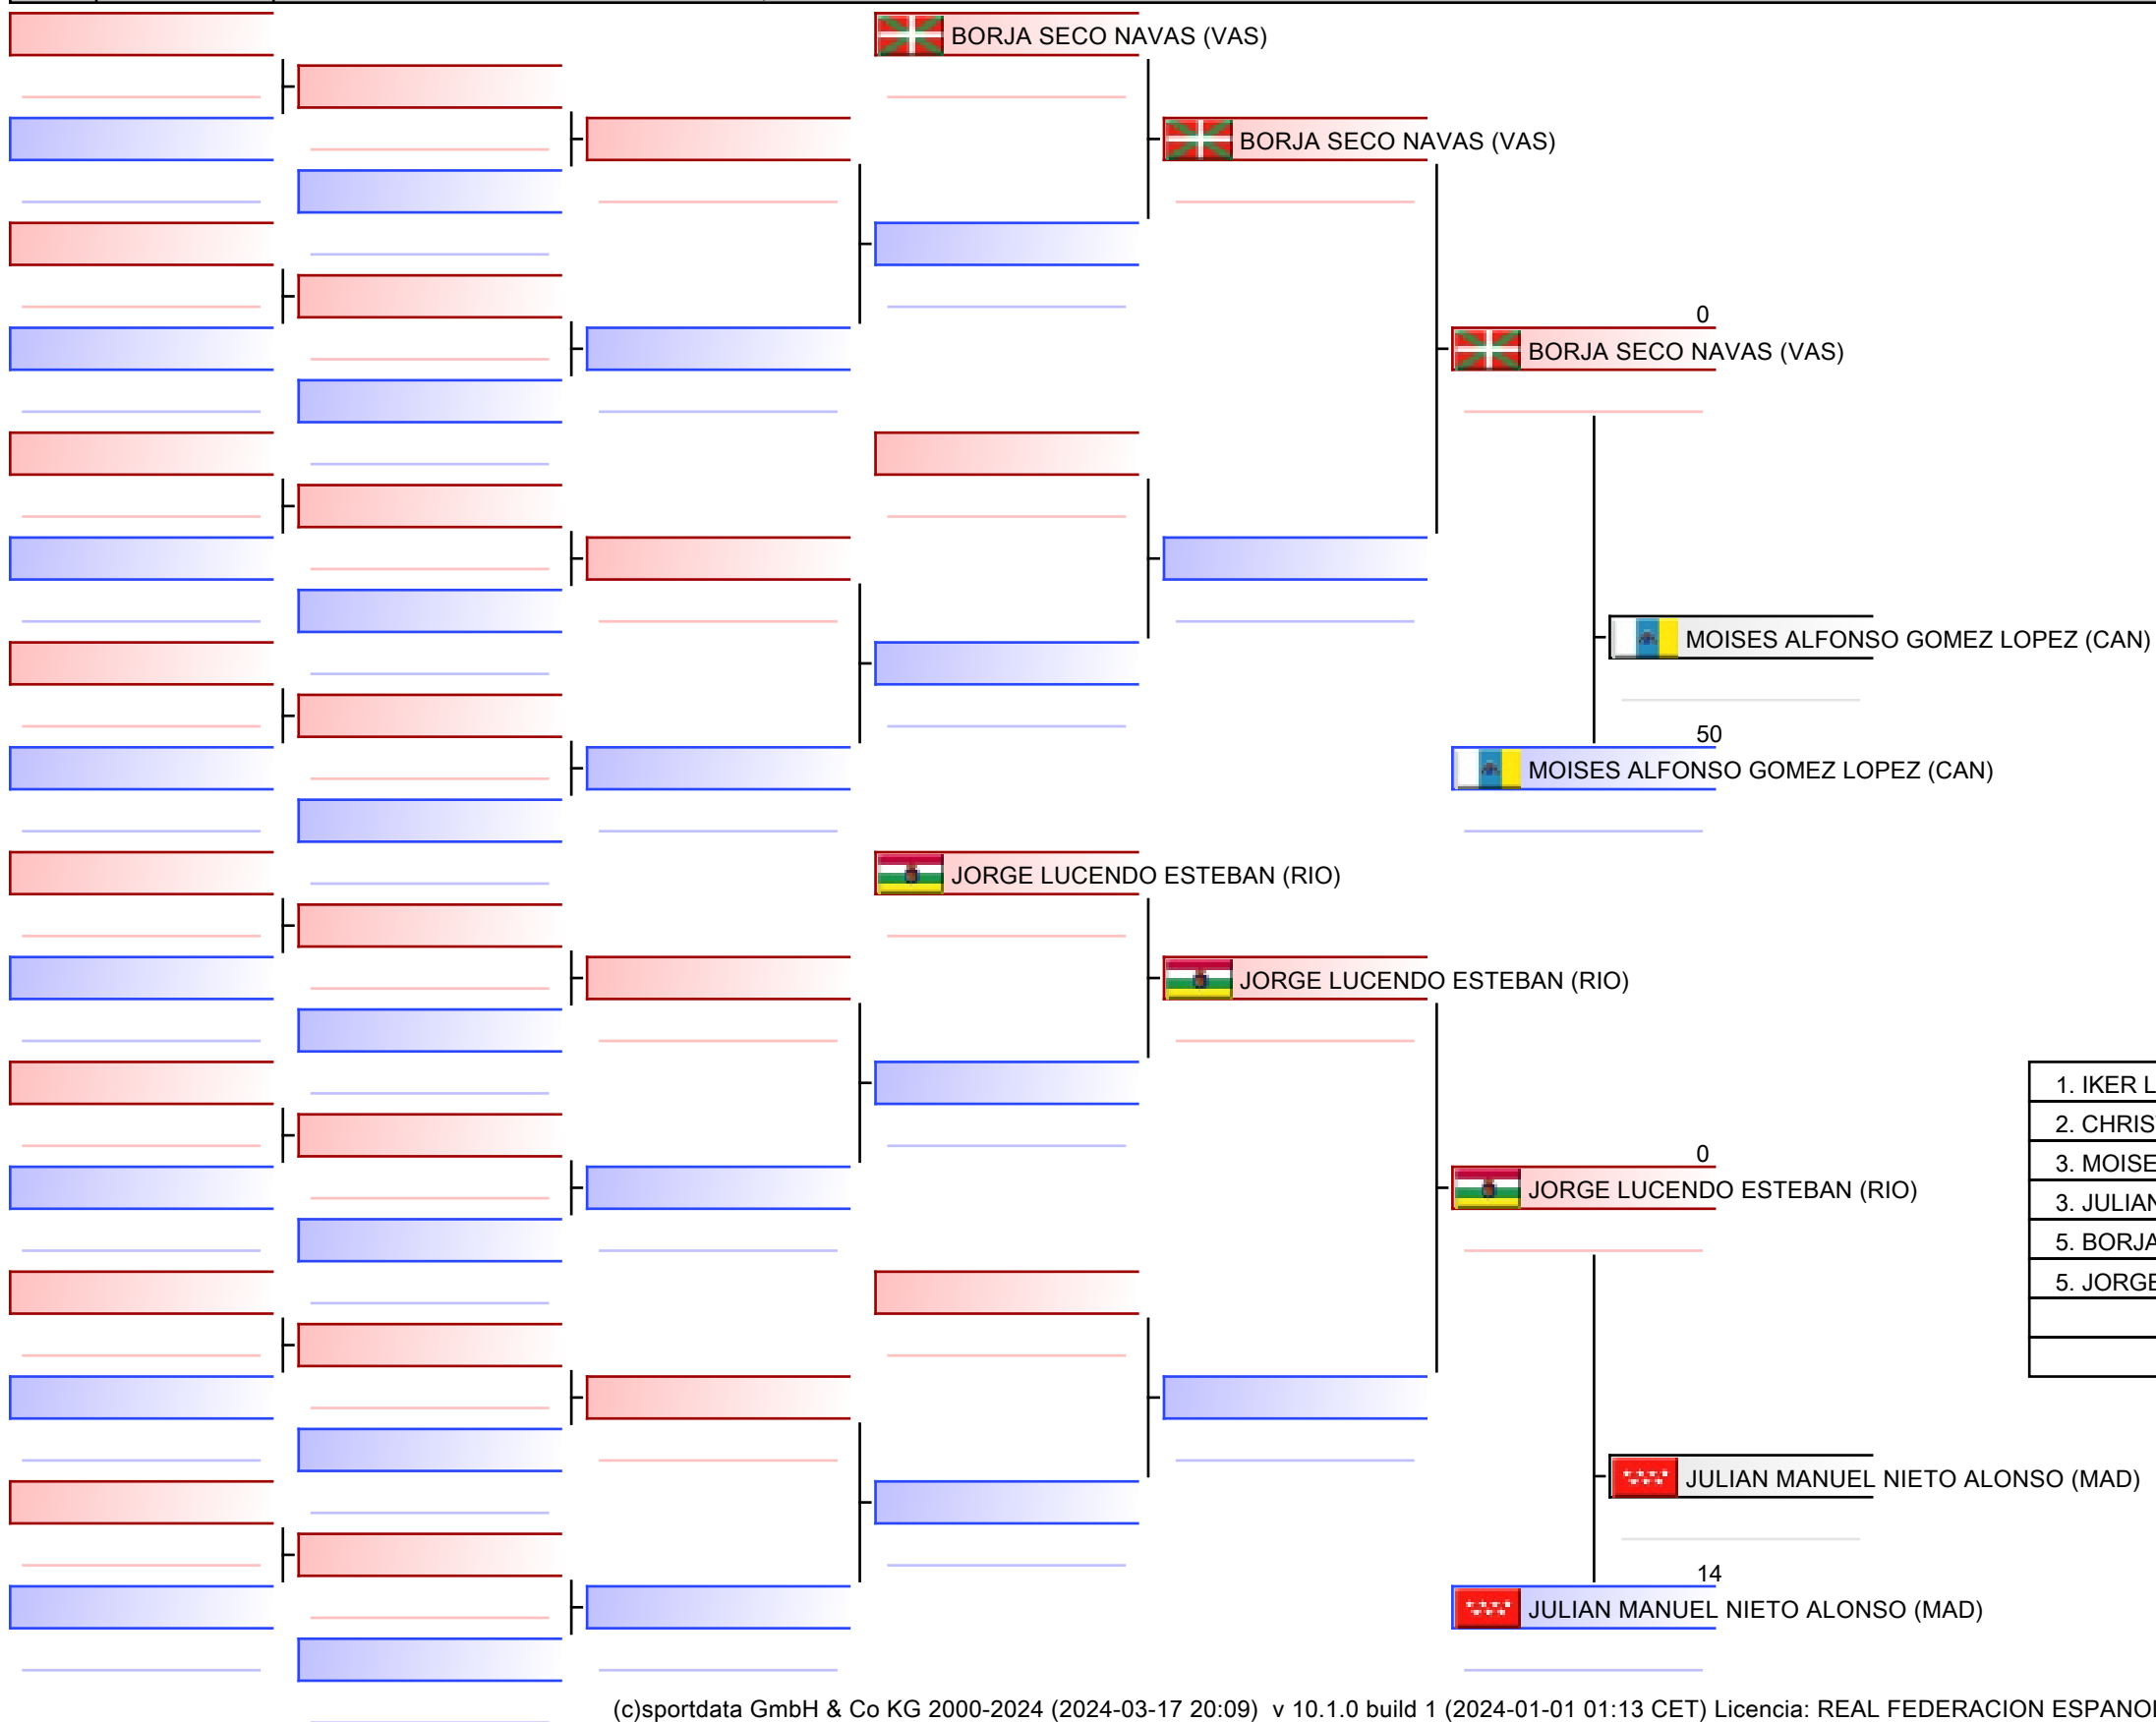 BORJA SECO NAVAS (VAS)
BORJA SECO NAVAS (VAS)
0
BORJA SECO NAVAS (VAS)
MOISES ALFONSO GOMEZ LOPEZ (CAN)
50
MOISES ALFONSO GOMEZ LOPEZ (CAN)
JORGE LUCENDO ESTEBAN (RIO)
JORGE LUCENDO ESTEBAN (RIO)
0
JORGE LUCENDO ESTEBAN (RIO)
JULIAN MANUEL NIETO ALONSO (MAD)
14
JULIAN MANUEL NIETO ALONSO (MAD)
1. IKER L
2. CHRIS
3. MOISE
3. JULIAN
5. BORJA
5. JORGE
(c)sportdata GmbH & Co KG 2000-2024 (2024-03-17 20:09) v 10.1.0 build 1 (2024-01-01 01:13 CET) Licencia: REAL FEDERACION ESPANO